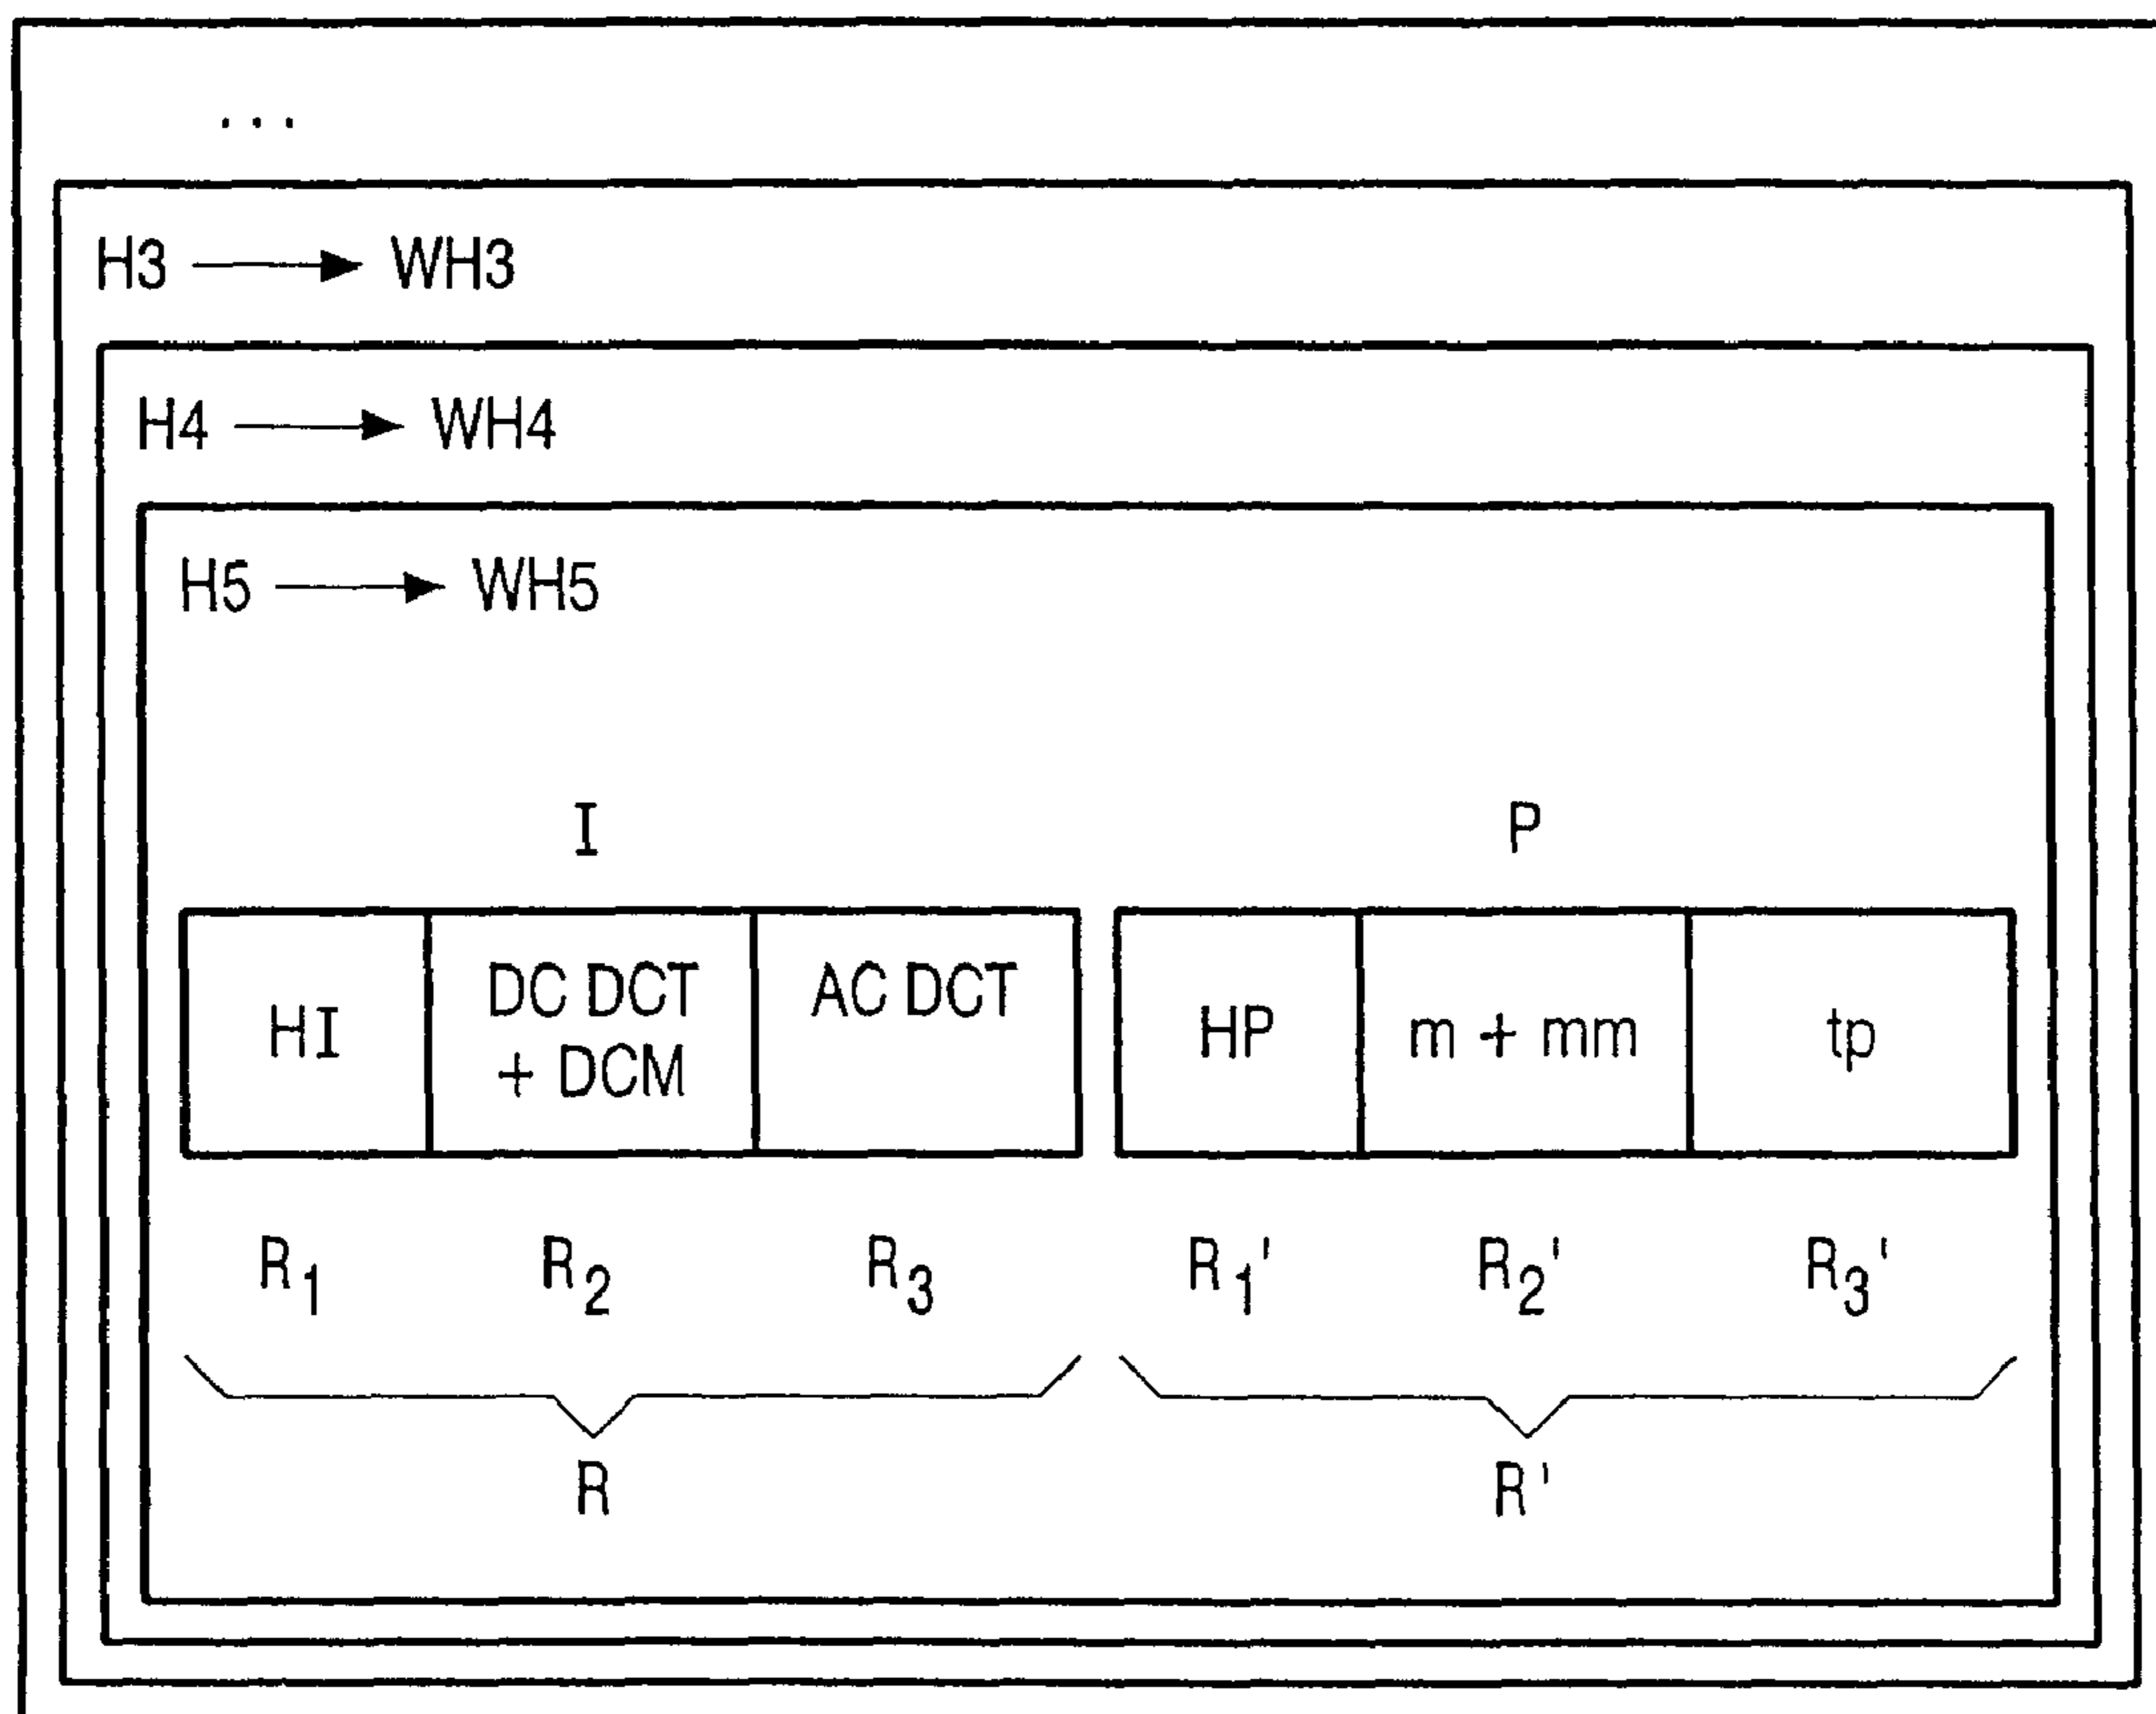 ...
H3 → WH3
H4 → WH4
H5 → WH5
I P
HI DC DCT + DCM AC DCT HP m + mm tp
R1 R2 R3 R1' R2' R3'
R R'